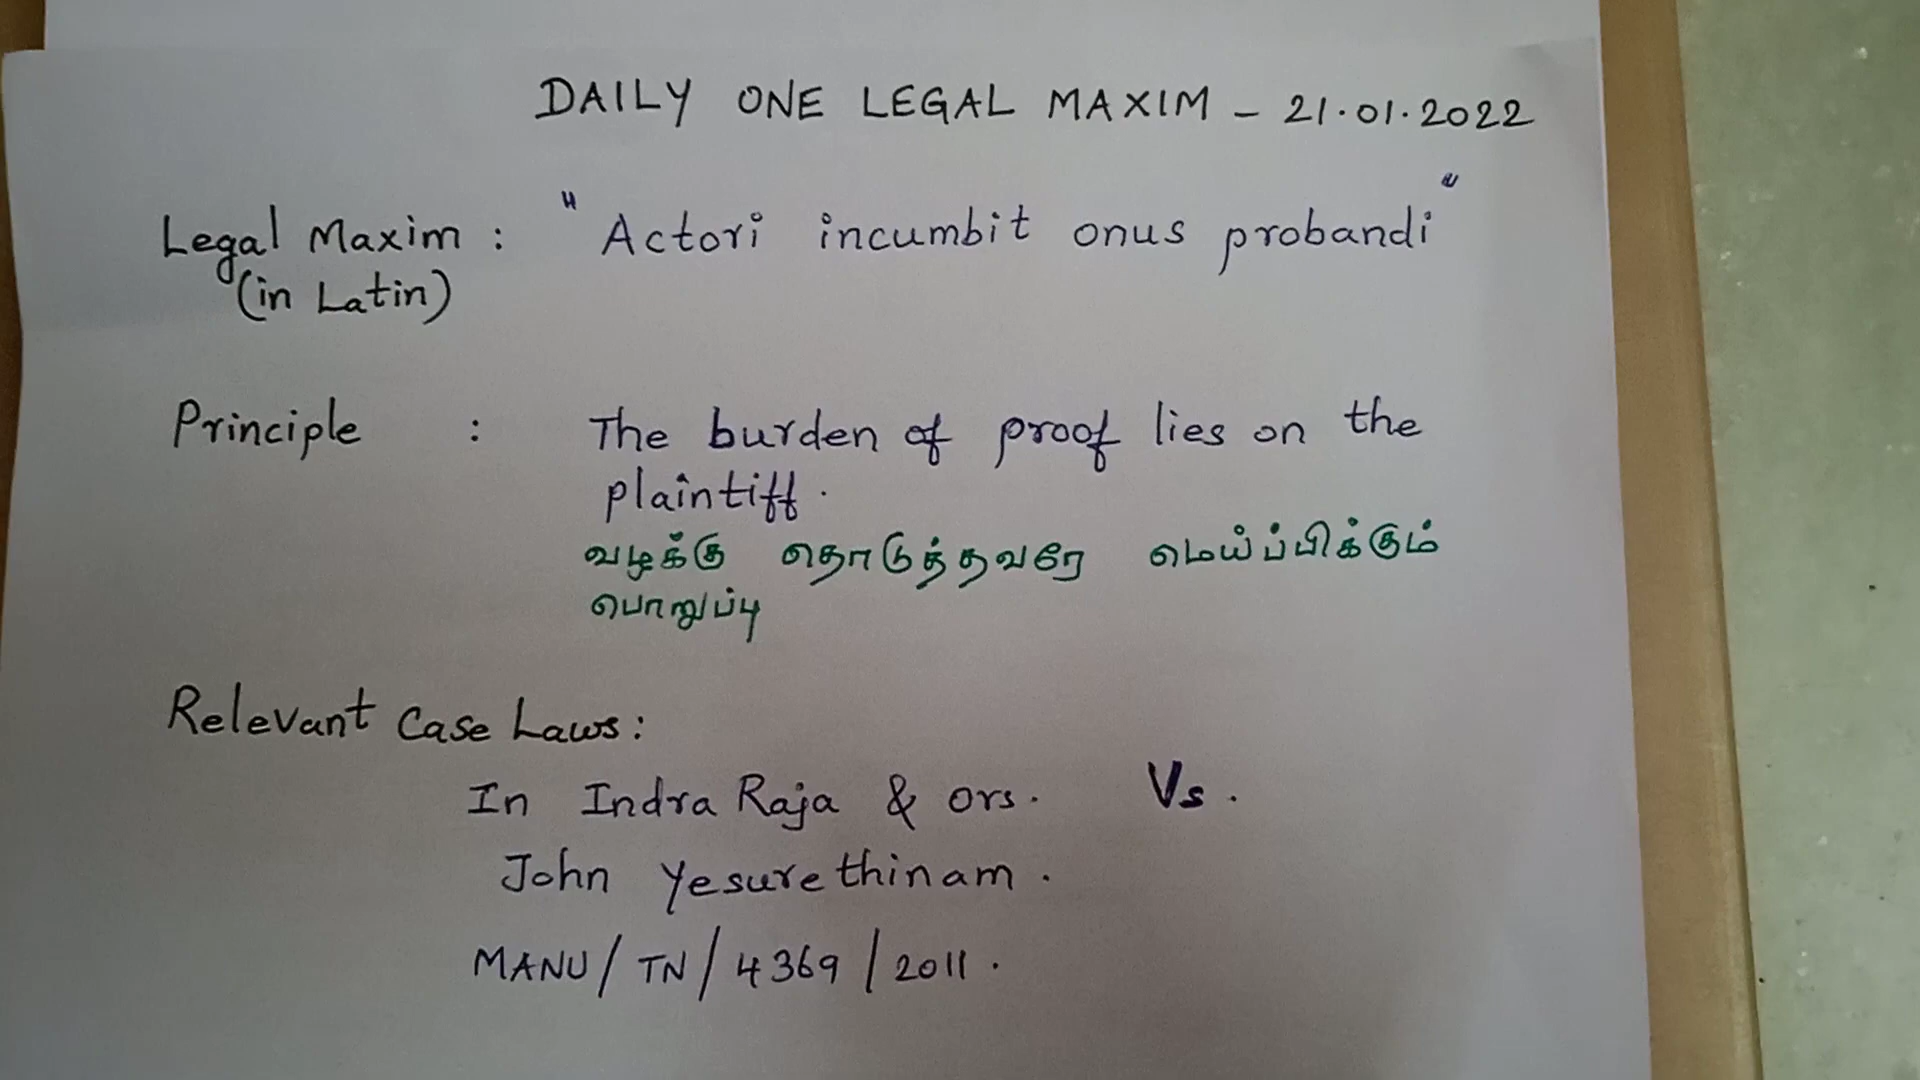 DAILY ONE LEGAL MAXIM - 21.01.2022
Legal Maxim : "Actori incumbit onus probandi"
(in Latin)
Principle : The burden of proof lies on the
plaintiff.
வழக்கு தொடுத்தவரே மெய்ப்பிக்கும்
பொறுப்பு
Relevant Case Laws:
In Indra Raja & ors. Vs.
John Yesurethinam.
MANU/TN/4369/2011.